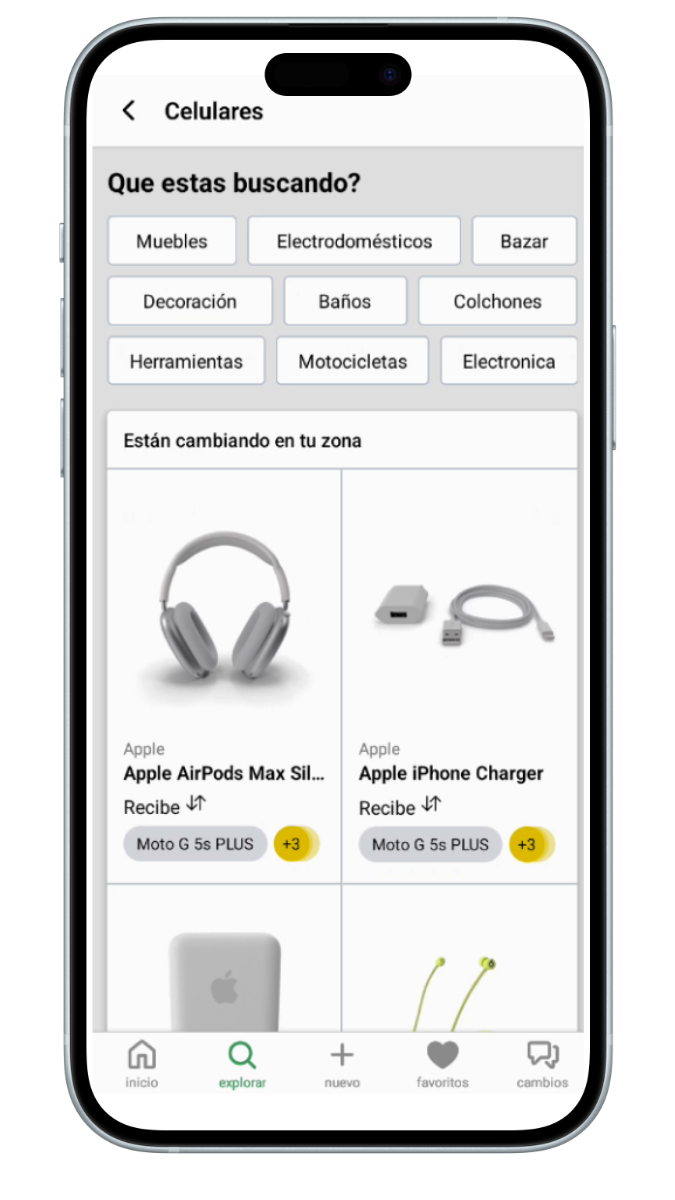 Celulares
Que estas buscando?
Muebles
Electrodomésticos
Bazar
Decoración
Baños
Colchones
Herramientas
Motocicletas
Electronica
Están cambiando en tu zona
Apple
Apple AirPods Max Sil...
Recibe
Moto G 5s PLUS
+3
Apple
Apple iPhone Charger
Recibe
Moto G 5s PLUS
+3
inicio
explorar
nuevo
favoritos
cambios